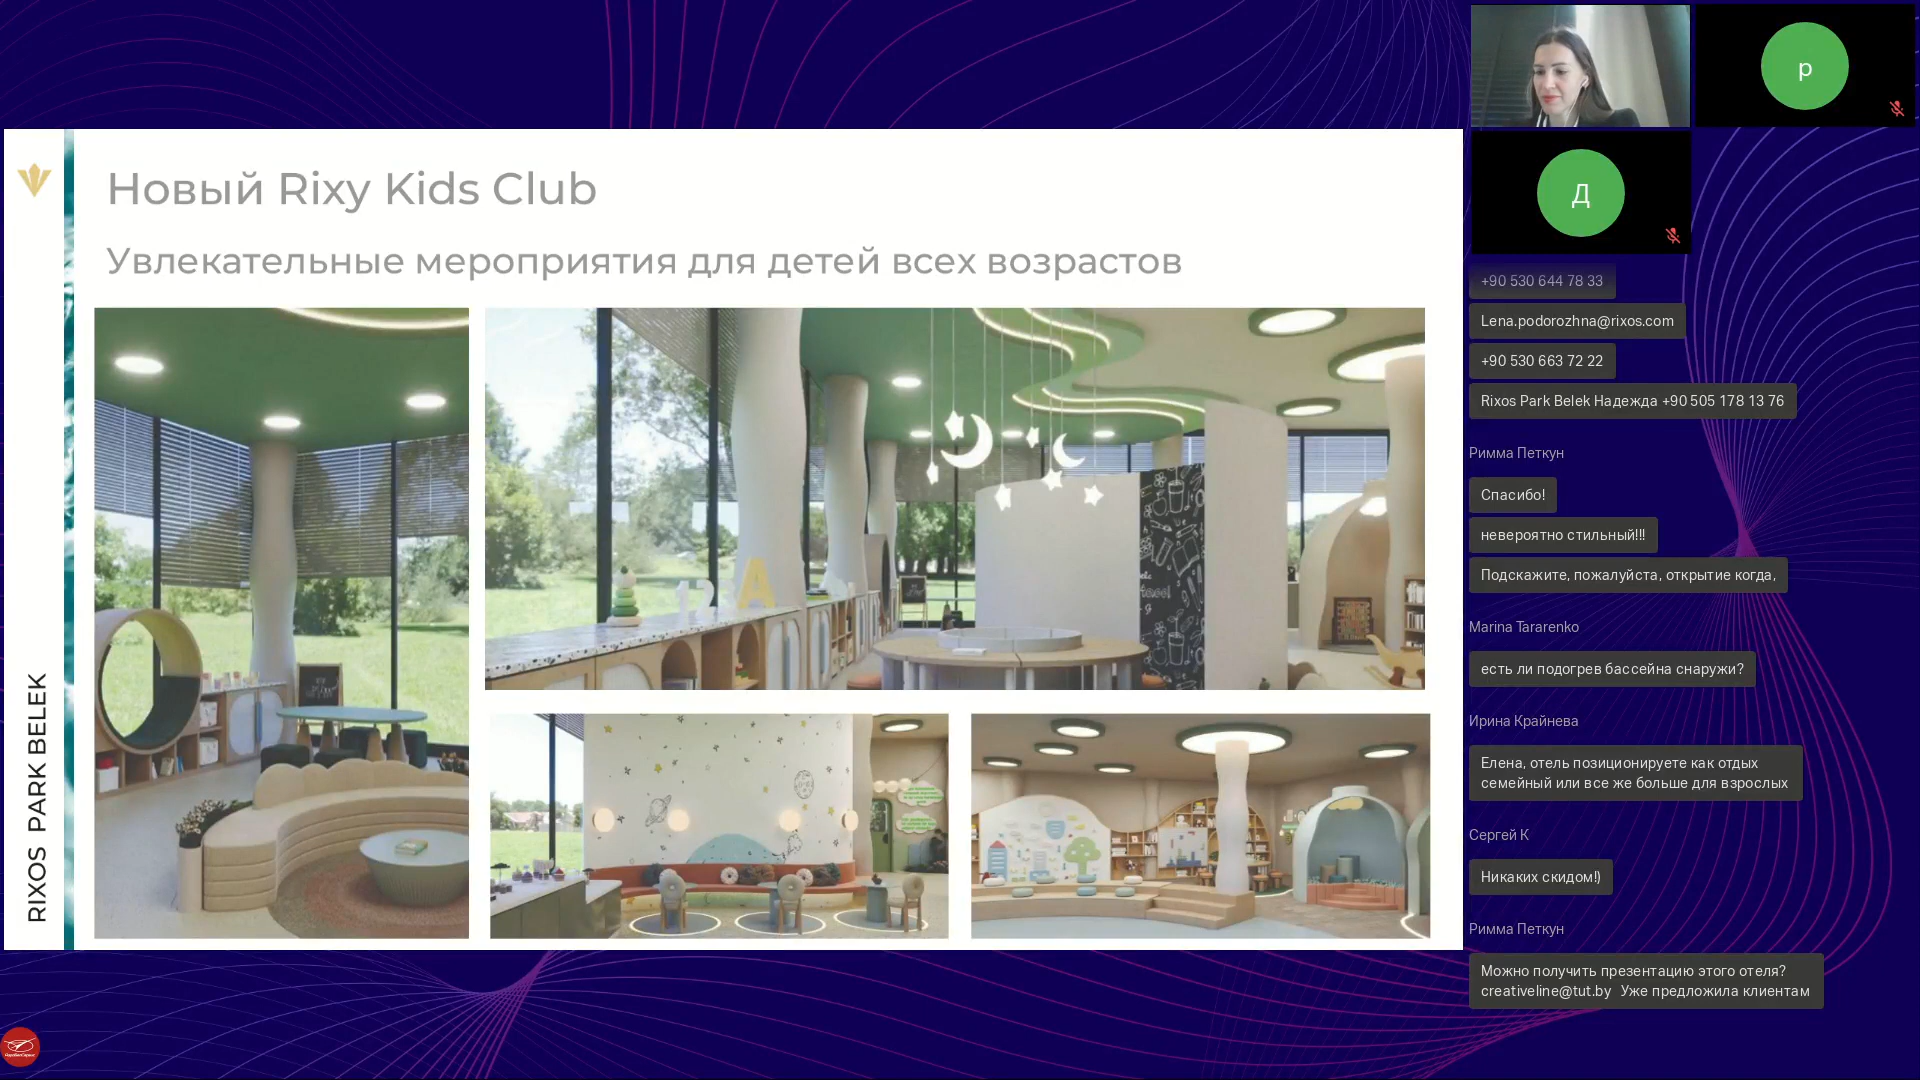 Новый Rixy Kids Club
Увлекательные мероприятия для детей всех возрастов
RIXOS PARK BELEK
12
A
р
Д
+90 530 644 78 33
Lena.podorozhna@rixos.com
+90 530 663 72 22
Rixos Park Belek Надежда +90 505 178 13 76
Римма Петкун
Спасибо!
невероятно стильный!!!
Подскажите, пожалуйста, открытие когда,
Marina Tararenko
есть ли подогрев бассейна снаружи?
Ирина Крайнева
Елена, отель позиционируете как отдых
семейный или все же больше для взрослых
Сергей К
Никаких скидом!)
Римма Петкун
Можно получить презентацию этого отеля?
creativeline@tut.by Уже предложила клиентам